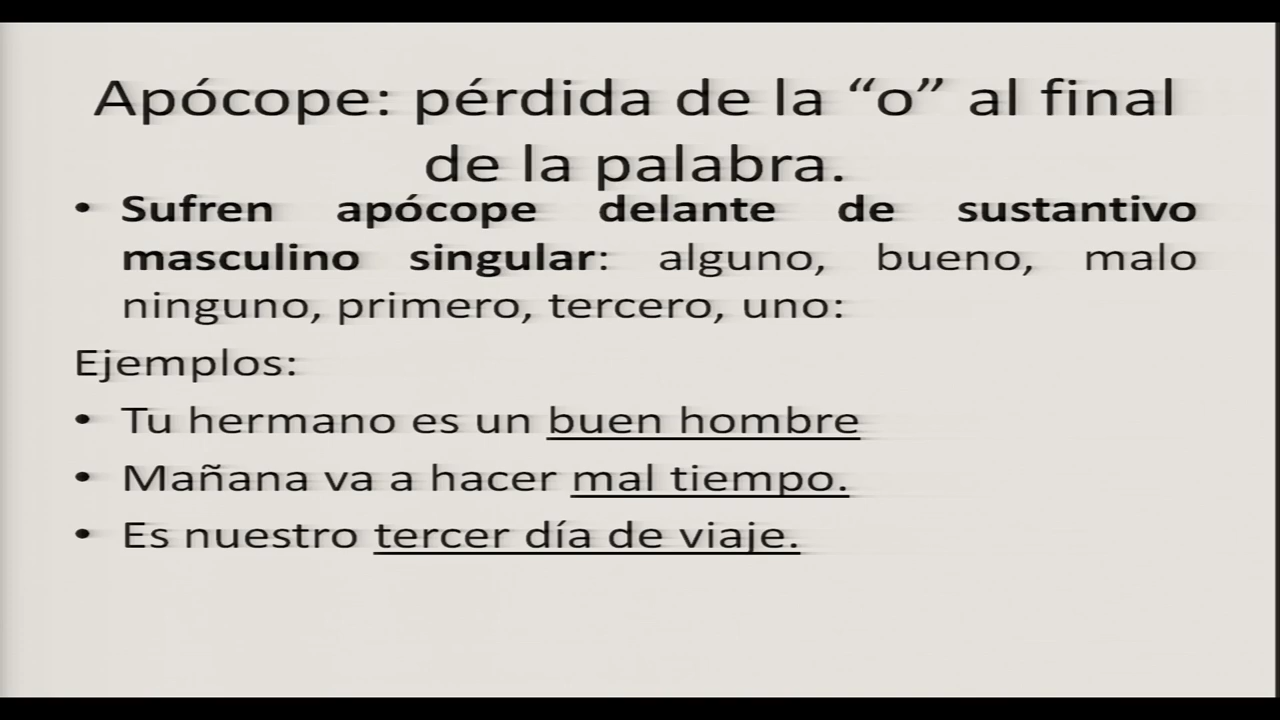 Apócope: pérdida de la “o” al final
de la palabra.
• Sufren apócope delante de sustantivo
masculino singular: alguno, bueno, malo
ninguno, primero, tercero, uno:
Ejemplos:
• Tu hermano es un buen hombre
• Mañana va a hacer mal tiempo.
• Es nuestro tercer día de viaje.